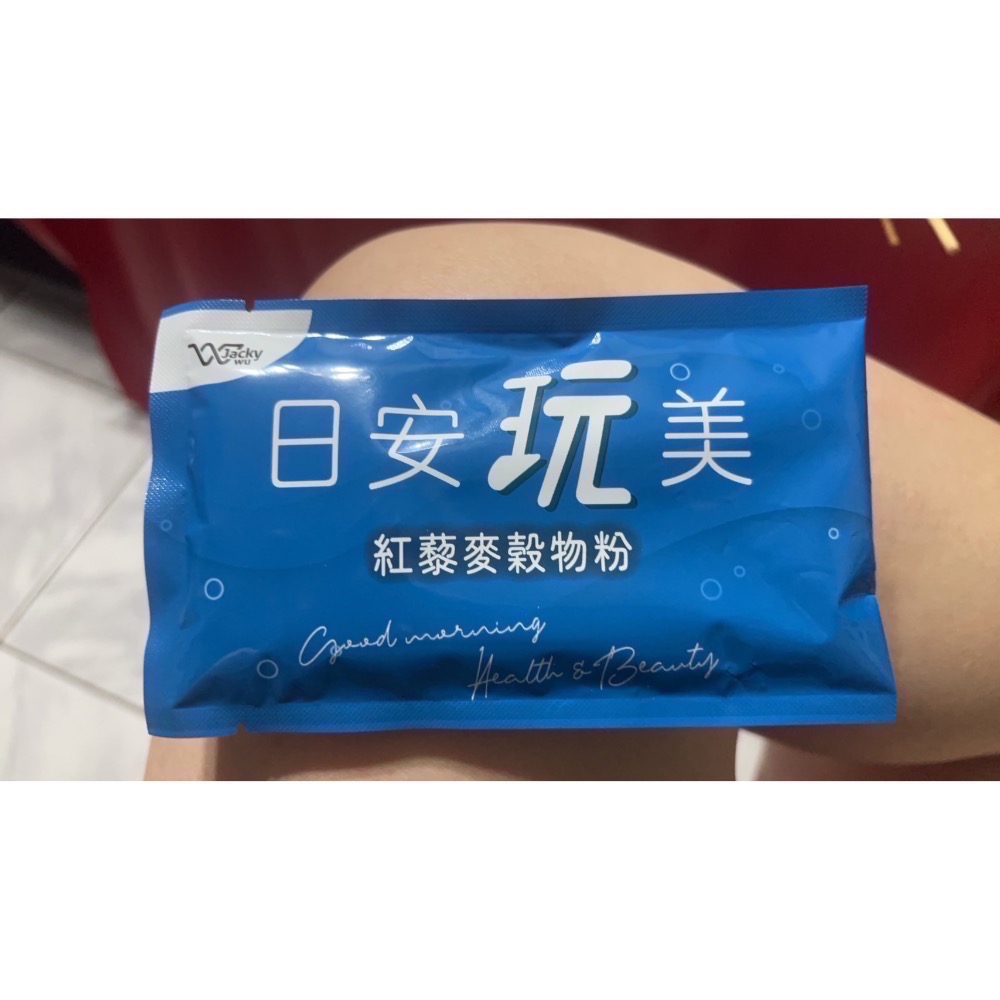 Jacky
wu
日安玩美
紅藜麥穀物粉
Good morning
Health & Beauty